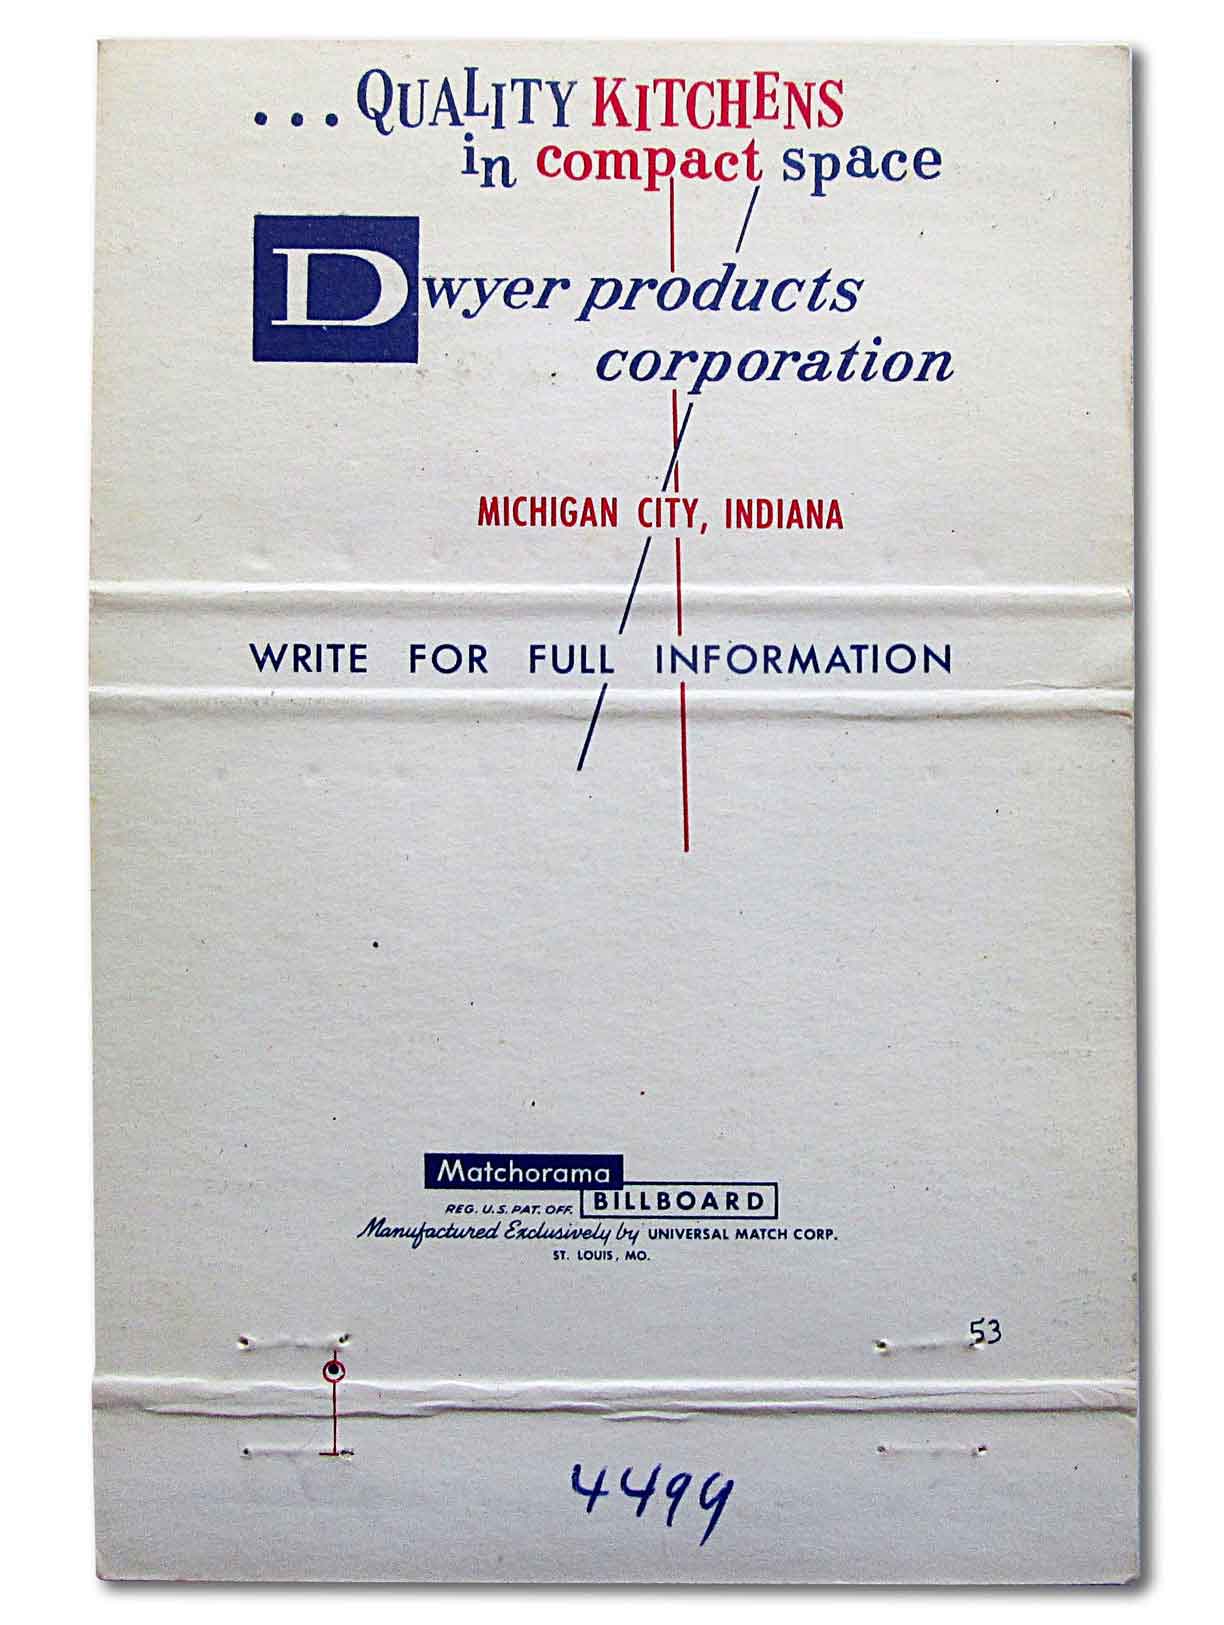 ...QUALITY KITCHENS
in compact space
Dwyer products
corporation
MICHIGAN CITY, INDIANA
WRITE FOR FULL INFORMATION
Matchorama
BILLBOARD
REG. U.S. PAT. OFF.
Manufactured Exclusively by UNIVERSAL MATCH CORP.
ST. LOUIS, MO.
53
4499